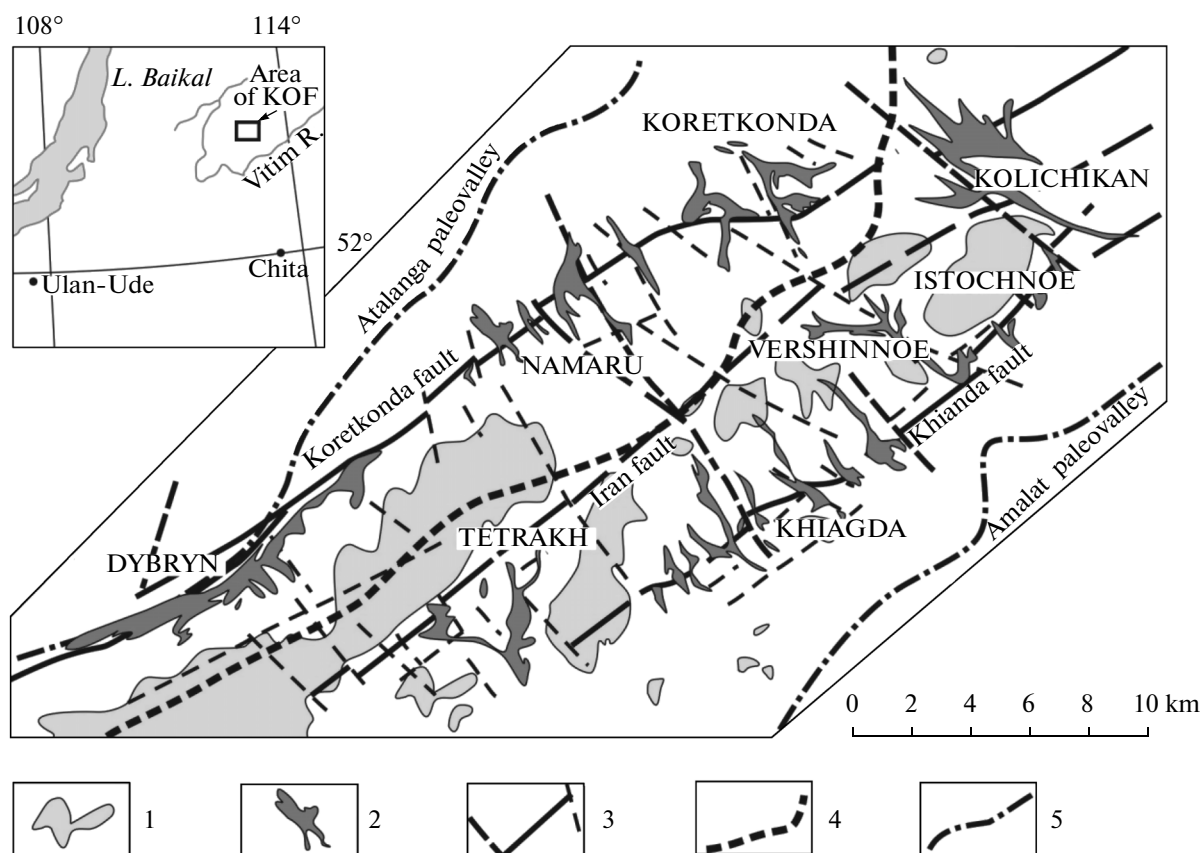 108°
114°
L. Baikal
Area
of KOF
Vitim R.
52°
Chita
Ulan-Ude
KORETKONDA
KOLICHIKAN
Atalanga paleovalley
ISTOCHNOE
VERSHINNOE
NAMARU
Koretkonda fault
Khianda fault
Iran fault
Amalat paleovalley
TETRAKH
KHIAGDA
DYBRYN
0 2 4 6 8 10 km
1 2 3 4 5